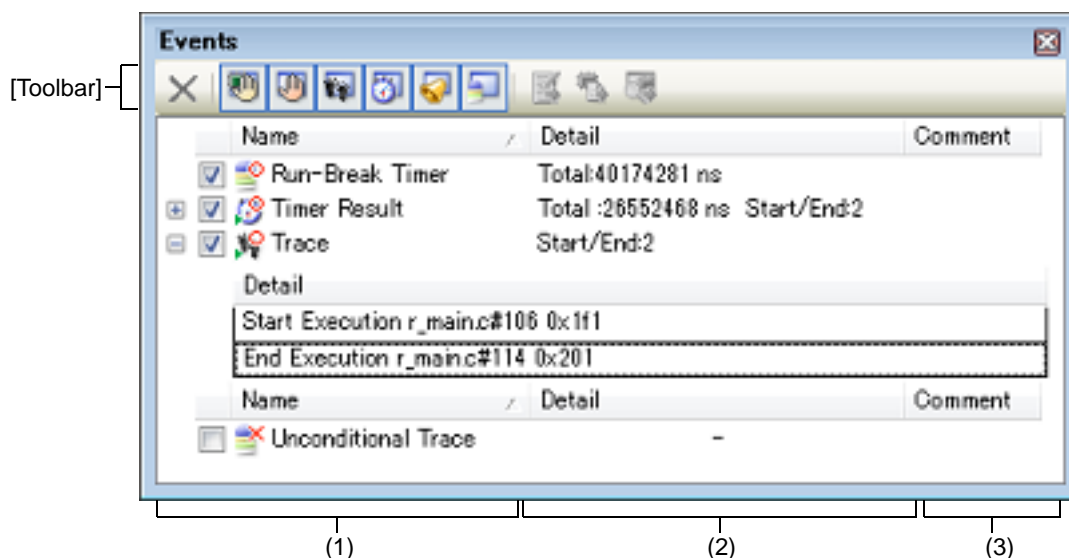 Events
[Toolbar]
Name Detail Comment
Run-Break Timer Total:40174281 ns
Timer Result Total :26552468 ns Start/End:2
Trace Start/End:2
Detail
Start Execution r_main.c#106 0x1f1
End Execution r_main.c#114 0x201
Name Detail Comment
Unconditional Trace -
(1) (2) (3)